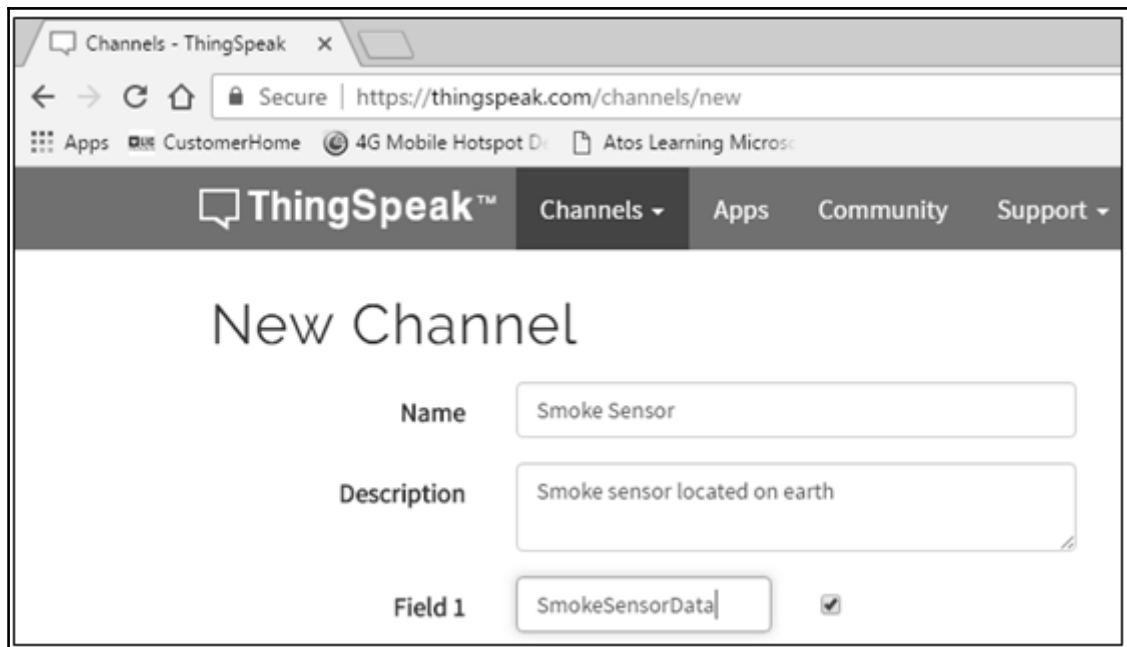 Channels - ThingSpeak
Secure | https://thingspeak.com/channels/new
Apps CustomerHome 4G Mobile Hotspot Atos Learning
ThingSpeak™ Channels Apps Community Support
New Channel
Name Smoke Sensor
Description Smoke sensor located on earth
Field 1 SmokeSensorData